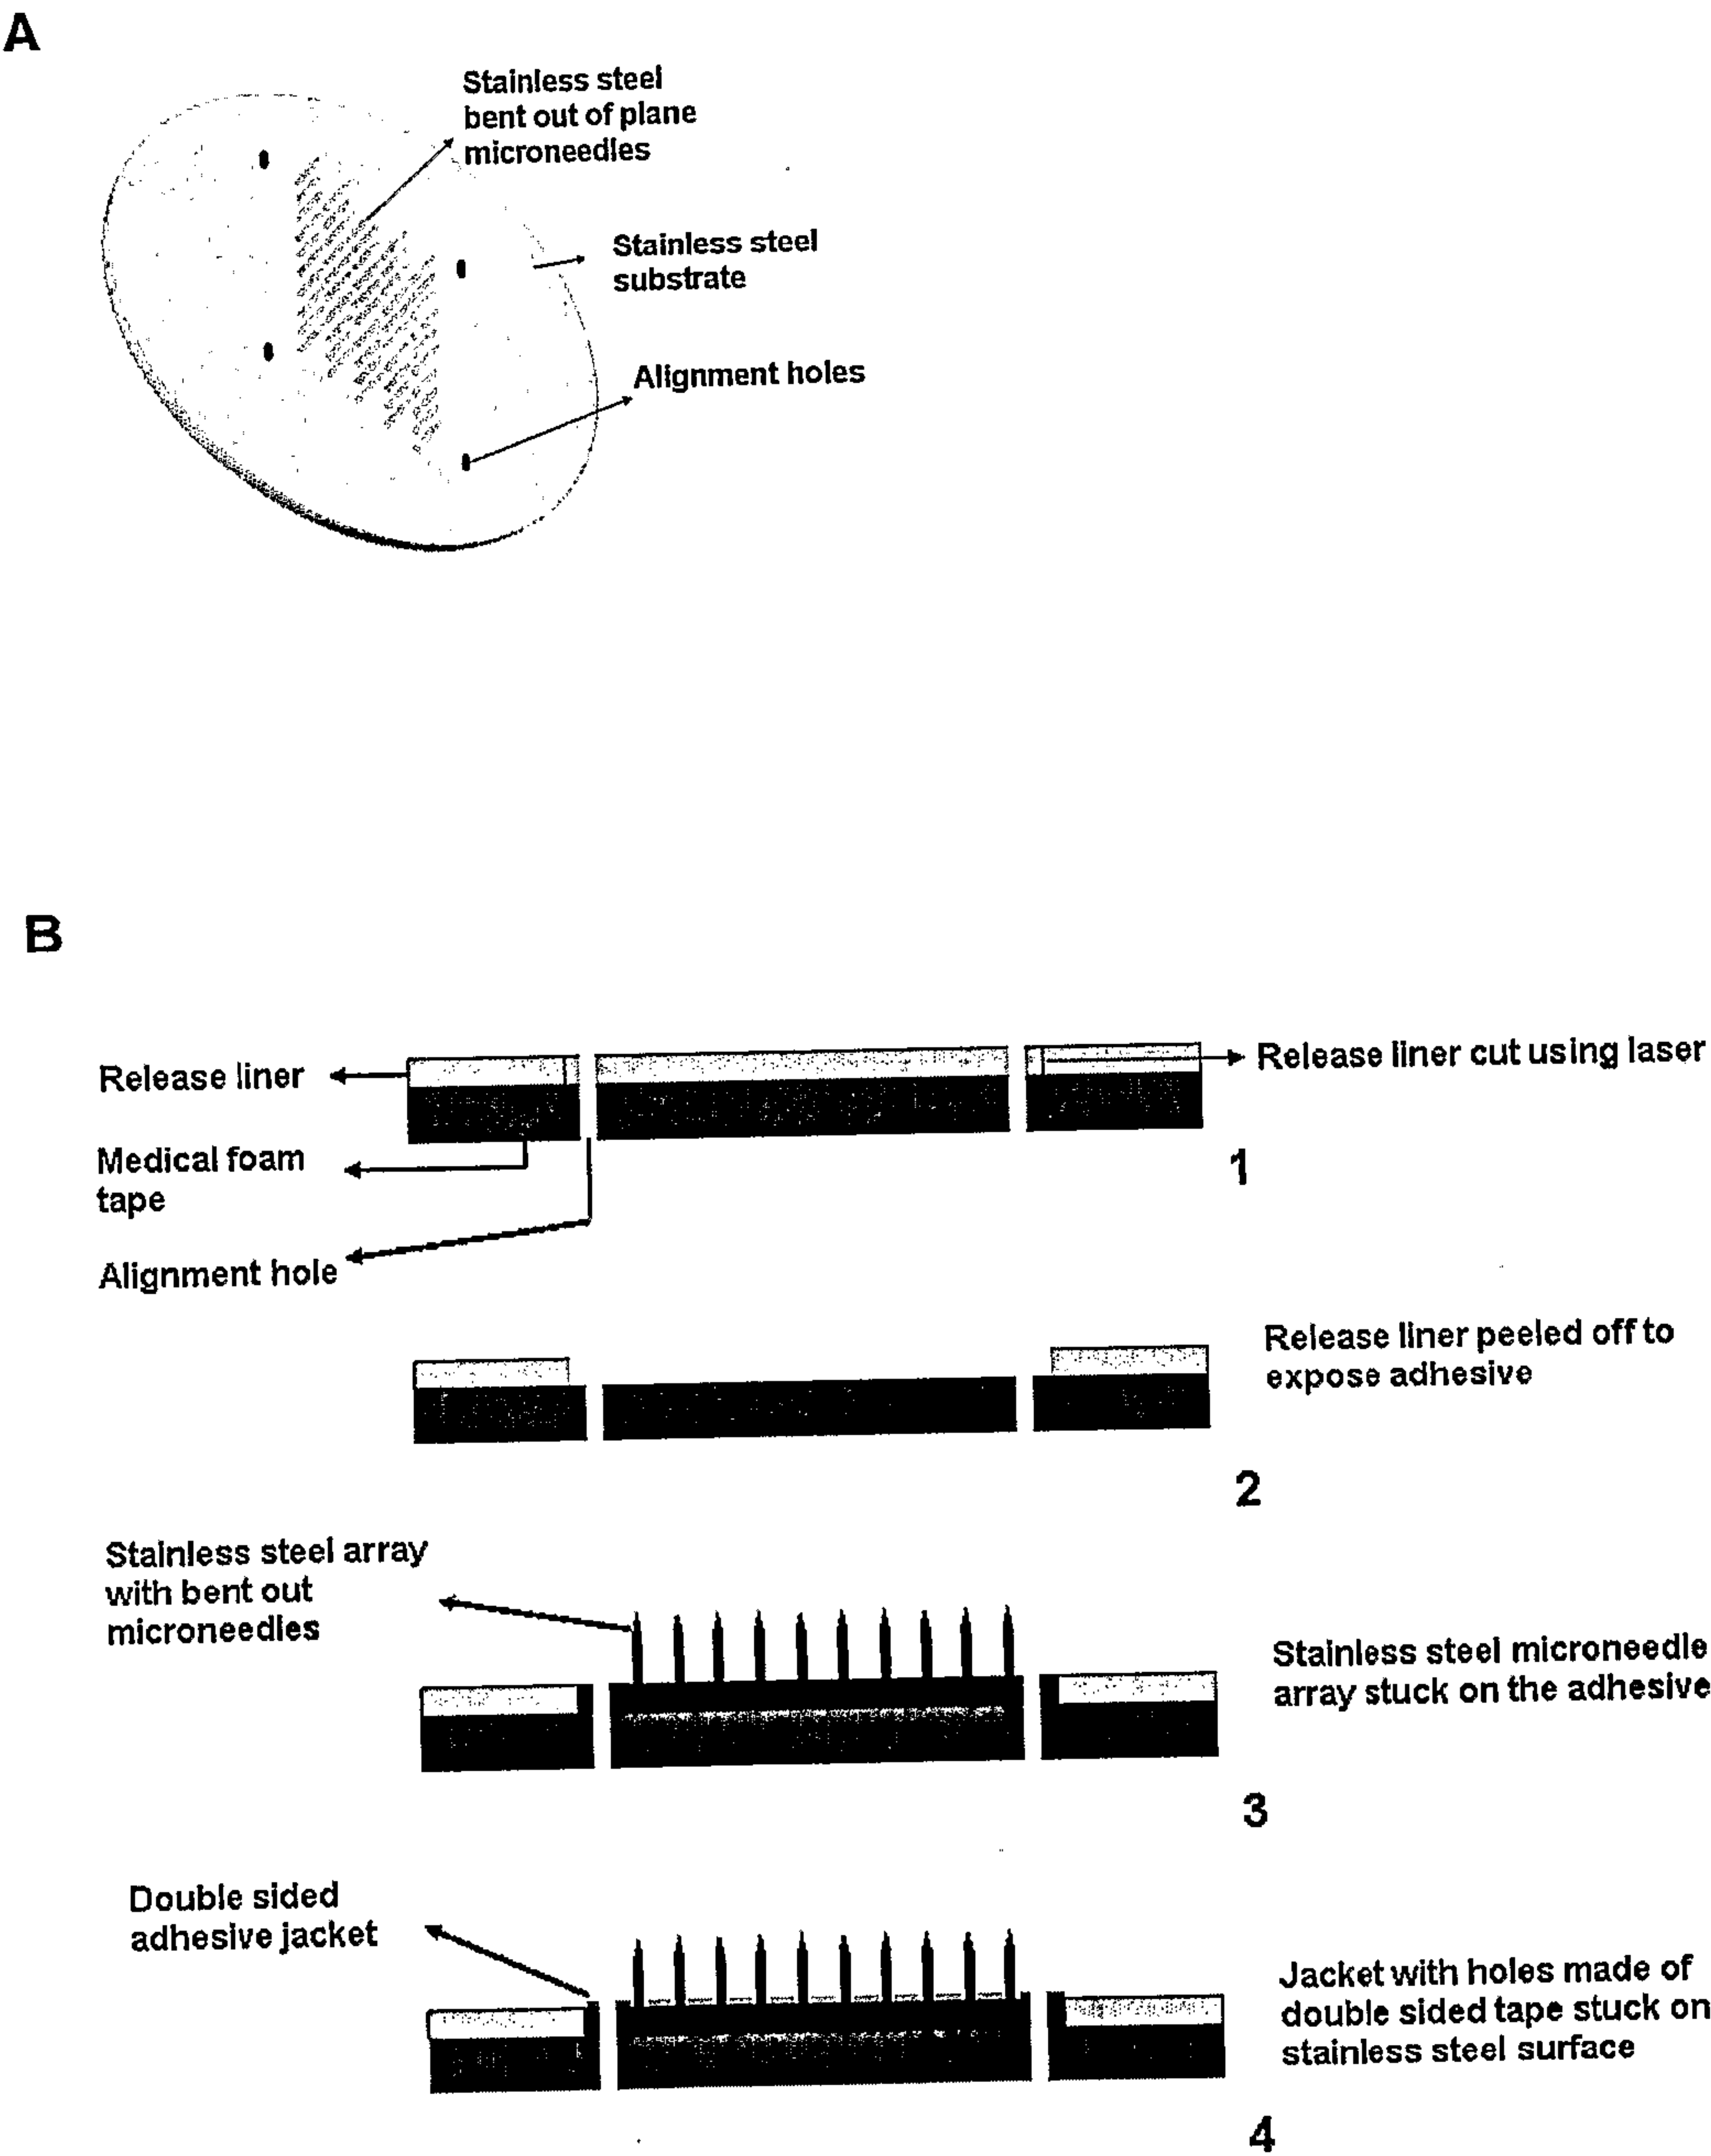 A
Stainless steel
bent out of plane
microneedles
Stainless steel
substrate
Alignment holes
B
Release liner
Release liner cut using laser
Medical foam
tape
1
Alignment hole
Release liner peeled off to
expose adhesive
2
Stainless steel array
with bent out
microneedles
Stainless steel microneedle
array stuck on the adhesive
3
Double sided
adhesive jacket
Jacket with holes made of
double sided tape stuck on
stainless steel surface
4